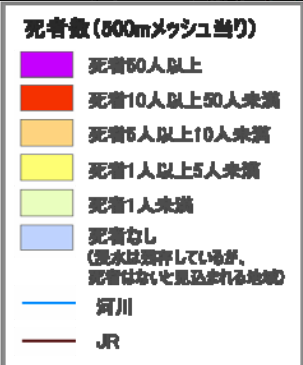 死者数（500mメッシュ当り）
死者50人以上
死者10人以上50人未満
死者5人以上10人未満
死者1人以上5人未満
死者1人未満
死者なし
（浸水は残存しているが、
死者はないと見込まれる地域）
河川
JR